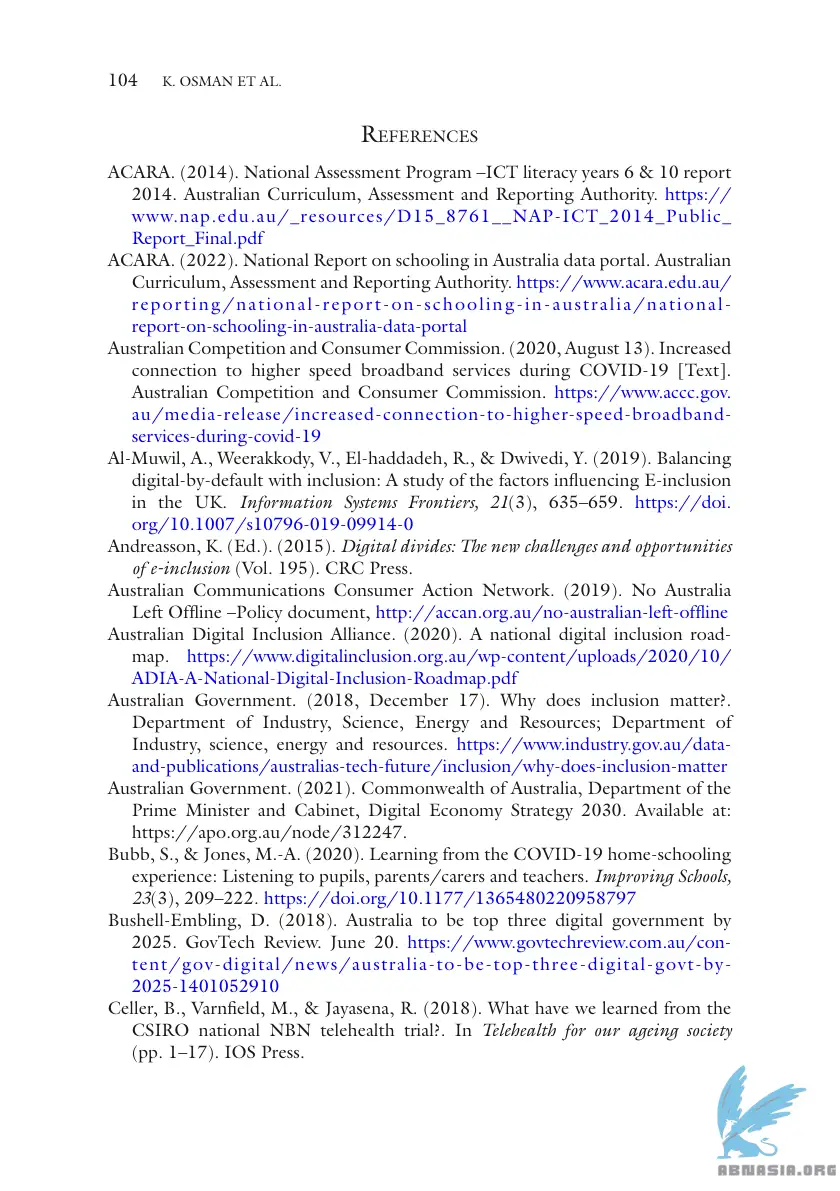 104 K. OSMAN ET AL.
REFERENCES
ACARA. (2014). National Assessment Program –ICT literacy years 6 & 10 report
2014. Australian Curriculum, Assessment and Reporting Authority. https://
www.nap.edu.au/_resources/D15_8761__NAP-ICT_2014_Public_
Report_Final.pdf
ACARA. (2022). National Report on schooling in Australia data portal. Australian
Curriculum, Assessment and Reporting Authority. https://www.acara.edu.au/
reporting/national-report-on-schooling-in-australia/national-
report-on-schooling-in-australia-data-portal
Australian Competition and Consumer Commission. (2020, August 13). Increased
connection to higher speed broadband services during COVID-19 [Text].
Australian Competition and Consumer Commission. https://www.accc.gov.
au/media-release/increased-connection-to-higher-speed-broadband-
services-during-covid-19
Al-Muwil, A., Weerakkody, V., El-haddadeh, R., & Dwivedi, Y. (2019). Balancing
digital-by-default with inclusion: A study of the factors influencing E-inclusion
in the UK. Information Systems Frontiers, 21(3), 635–659. https://doi.
org/10.1007/s10796-019-09914-0
Andreasson, K. (Ed.). (2015). Digital divides: The new challenges and opportunities
of e-inclusion (Vol. 195). CRC Press.
Australian Communications Consumer Action Network. (2019). No Australia
Left Offline –Policy document, http://accan.org.au/no-australian-left-offline
Australian Digital Inclusion Alliance. (2020). A national digital inclusion road-
map. https://www.digitalinclusion.org.au/wp-content/uploads/2020/10/
ADIA-A-National-Digital-Inclusion-Roadmap.pdf
Australian Government. (2018, December 17). Why does inclusion matter?.
Department of Industry, Science, Energy and Resources; Department of
Industry, science, energy and resources. https://www.industry.gov.au/data-
and-publications/australias-tech-future/inclusion/why-does-inclusion-matter
Australian Government. (2021). Commonwealth of Australia, Department of the
Prime Minister and Cabinet, Digital Economy Strategy 2030. Available at:
https://apo.org.au/node/312247.
Bubb, S., & Jones, M.-A. (2020). Learning from the COVID-19 home-schooling
experience: Listening to pupils, parents/carers and teachers. Improving Schools,
23(3), 209–222. https://doi.org/10.1177/1365480220958797
Bushell-Embling, D. (2018). Australia to be top three digital government by
2025. GovTech Review. June 20. https://www.govtechreview.com.au/con-
tent/gov-digital/news/australia-to-be-top-three-digital-govt-by-
2025-1401052910
Celler, B., Varnfield, M., & Jayasena, R. (2018). What have we learned from the
CSIRO national NBN telehealth trial?. In Telehealth for our ageing society
(pp. 1–17). IOS Press.
ABNASIA.ORG